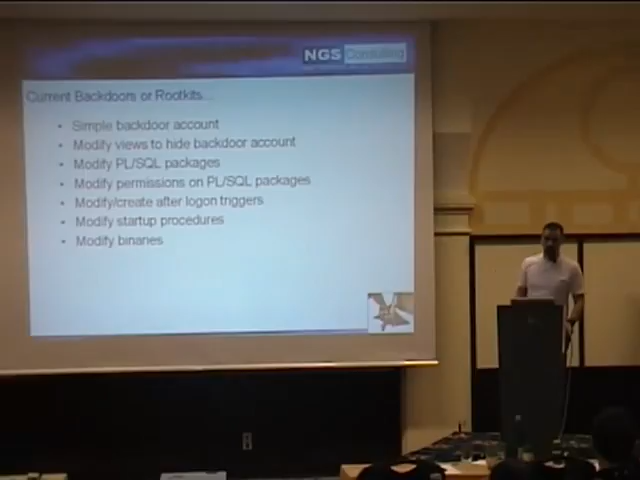 NGS Consulting
Current Backdoors or Rootkits...
• Simple backdoor account
• Modify views to hide backdoor account
• Modify PL/SQL packages
• Modify permissions on PL/SQL packages
• Modify/create after logon triggers
• Modify startup procedures
• Modify binaries